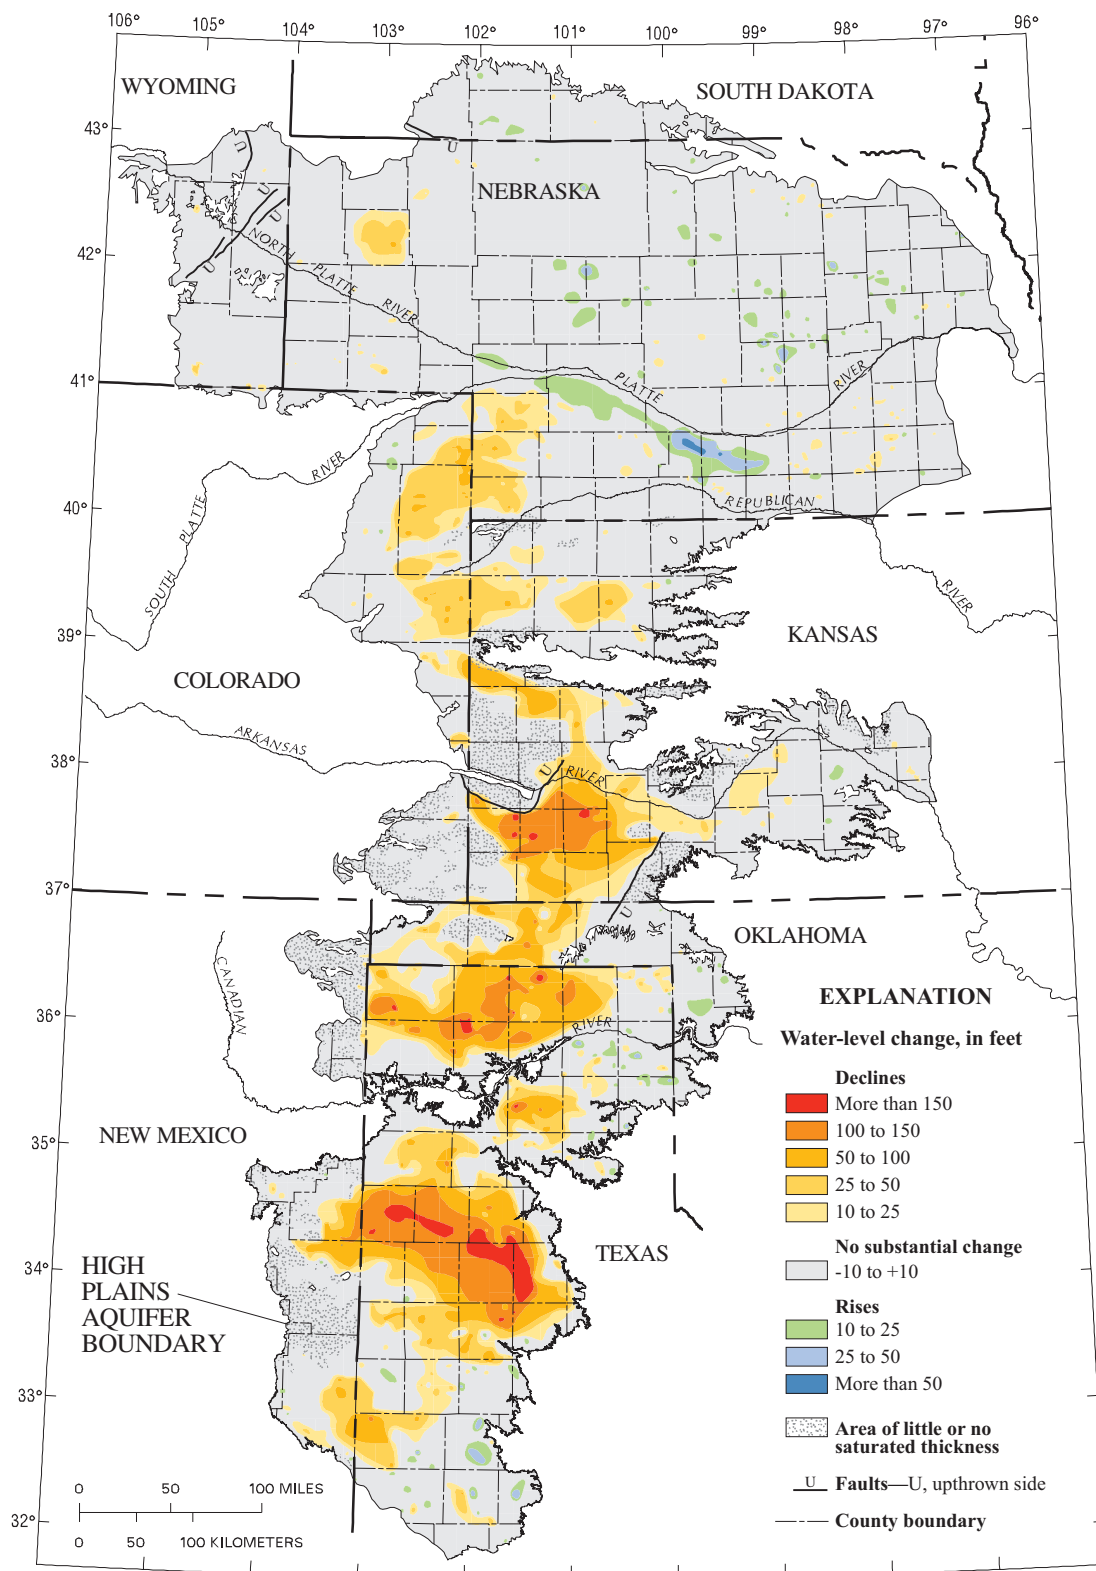 106°
105°
104°
103°
102°
101°
100°
99°
98°
97°
96°
WYOMING
SOUTH DAKOTA
43°
U
U
NEBRASKA
U
U
NORTH PLATTE RIVER
42°
U
41°
PLATTE RIVER
SOUTH PLATTE RIVER
REPUBLICAN RIVER
40°
39°
KANSAS
COLORADO
ARKANSAS RIVER
38°
U
37°
U
OKLAHOMA
CANADIAN RIVER
36°
35°
NEW MEXICO
TEXAS
34°
HIGH
PLAINS
AQUIFER
BOUNDARY
33°
32°
EXPLANATION
Water-level change, in feet
Declines
More than 150
100 to 150
50 to 100
25 to 50
10 to 25
No substantial change
-10 to +10
Rises
10 to 25
25 to 50
More than 50
Area of little or no
saturated thickness
U Faults—U, upthrown side
County boundary
0 50 100 MILES
0 50 100 KILOMETERS